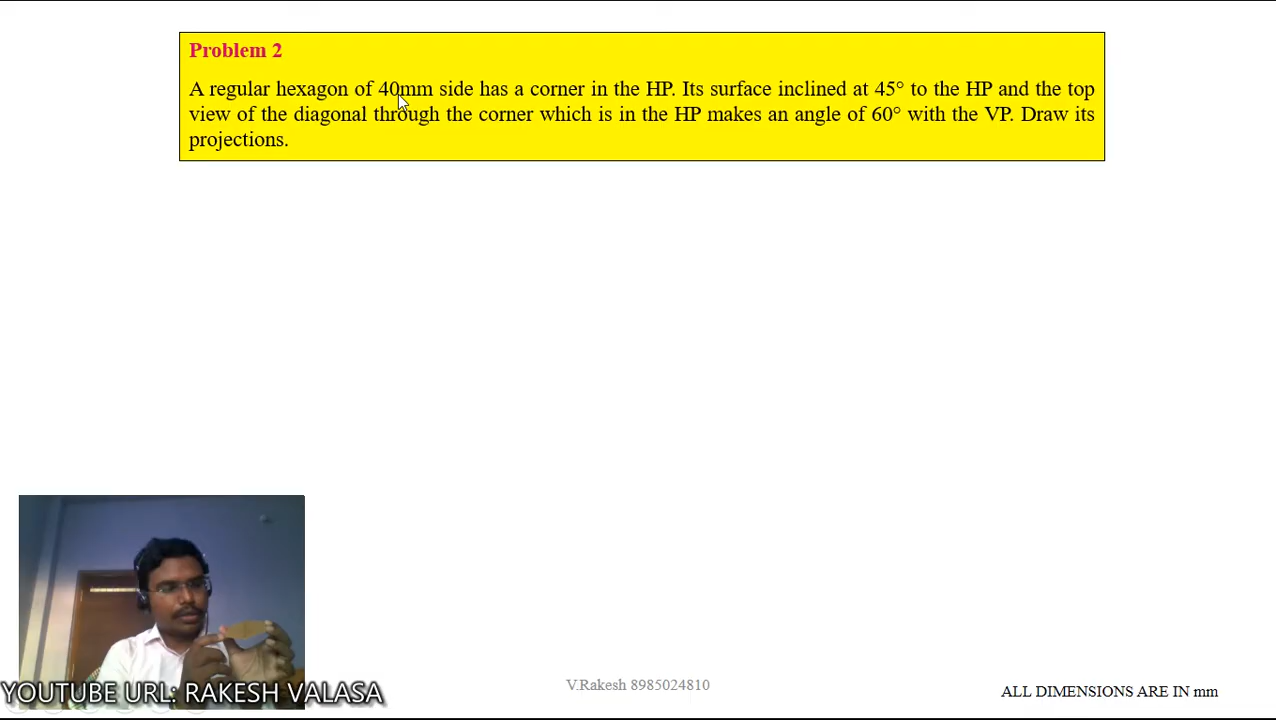 Problem 2
A regular hexagon of 40mm side has a corner in the HP. Its surface inclined at 45° to the HP and the top
view of the diagonal through the corner which is in the HP makes an angle of 60° with the VP. Draw its
projections.
YOUTUBE URL: RAKESH VALASA
V.Rakesh 8985024810
ALL DIMENSIONS ARE IN mm